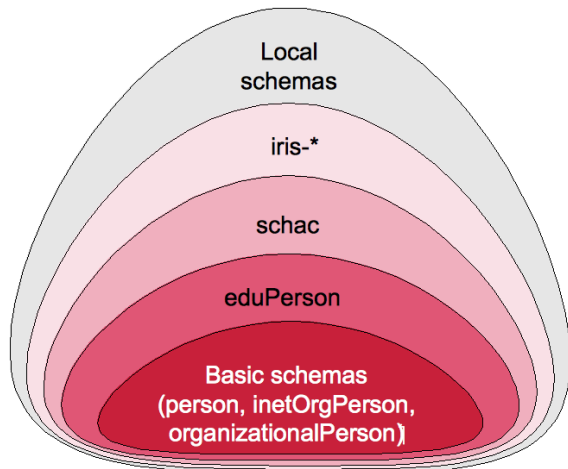 Local
schemas
iris-*
schac
eduPerson
Basic schemas
(person, inetOrgPerson,
organizationalPerson)